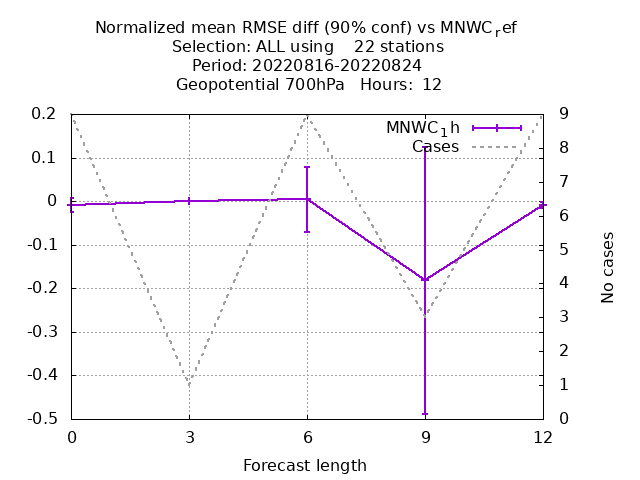 Normalized mean RMSE diff (90% conf) vs MNWC_ref
Selection: ALL using    22 stations
Period: 20220816-20220824
Geopotential 700hPa   Hours:  12
MNWC_1h
Cases
0.2
0.1
0
-0.1
-0.2
-0.3
-0.4
-0.5
9
8
7
6
5
4
3
2
1
0
No cases
0
3
6
9
12
Forecast length